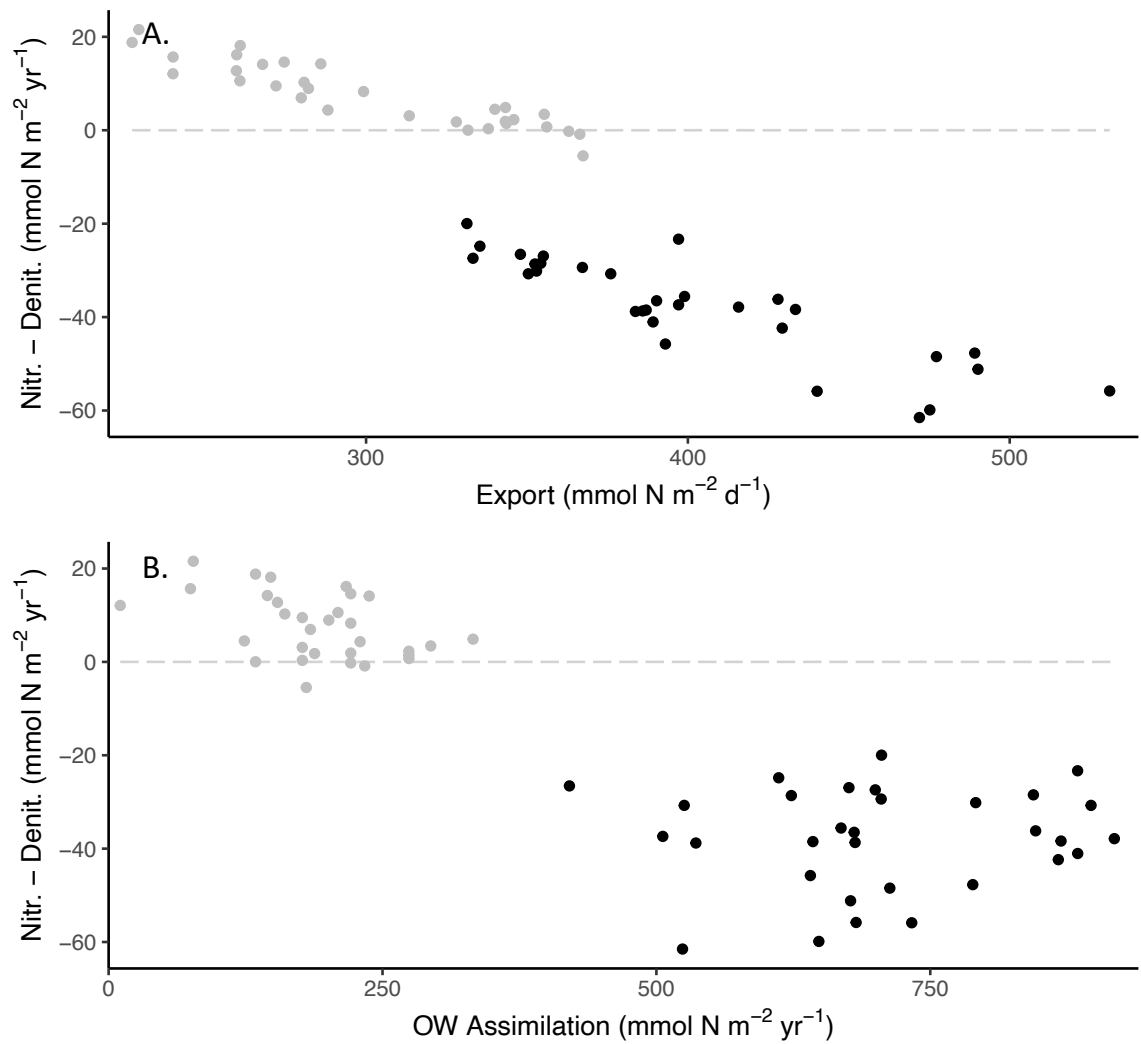 A.
Nitr. − Denit. (mmol N m⁻² yr⁻¹)
20
0
−20
−40
−60
300
400
500
Export (mmol N m⁻² d⁻¹)
B.
Nitr. − Denit. (mmol N m⁻² yr⁻¹)
20
0
−20
−40
−60
0
250
500
750
OW Assimilation (mmol N m⁻² yr⁻¹)